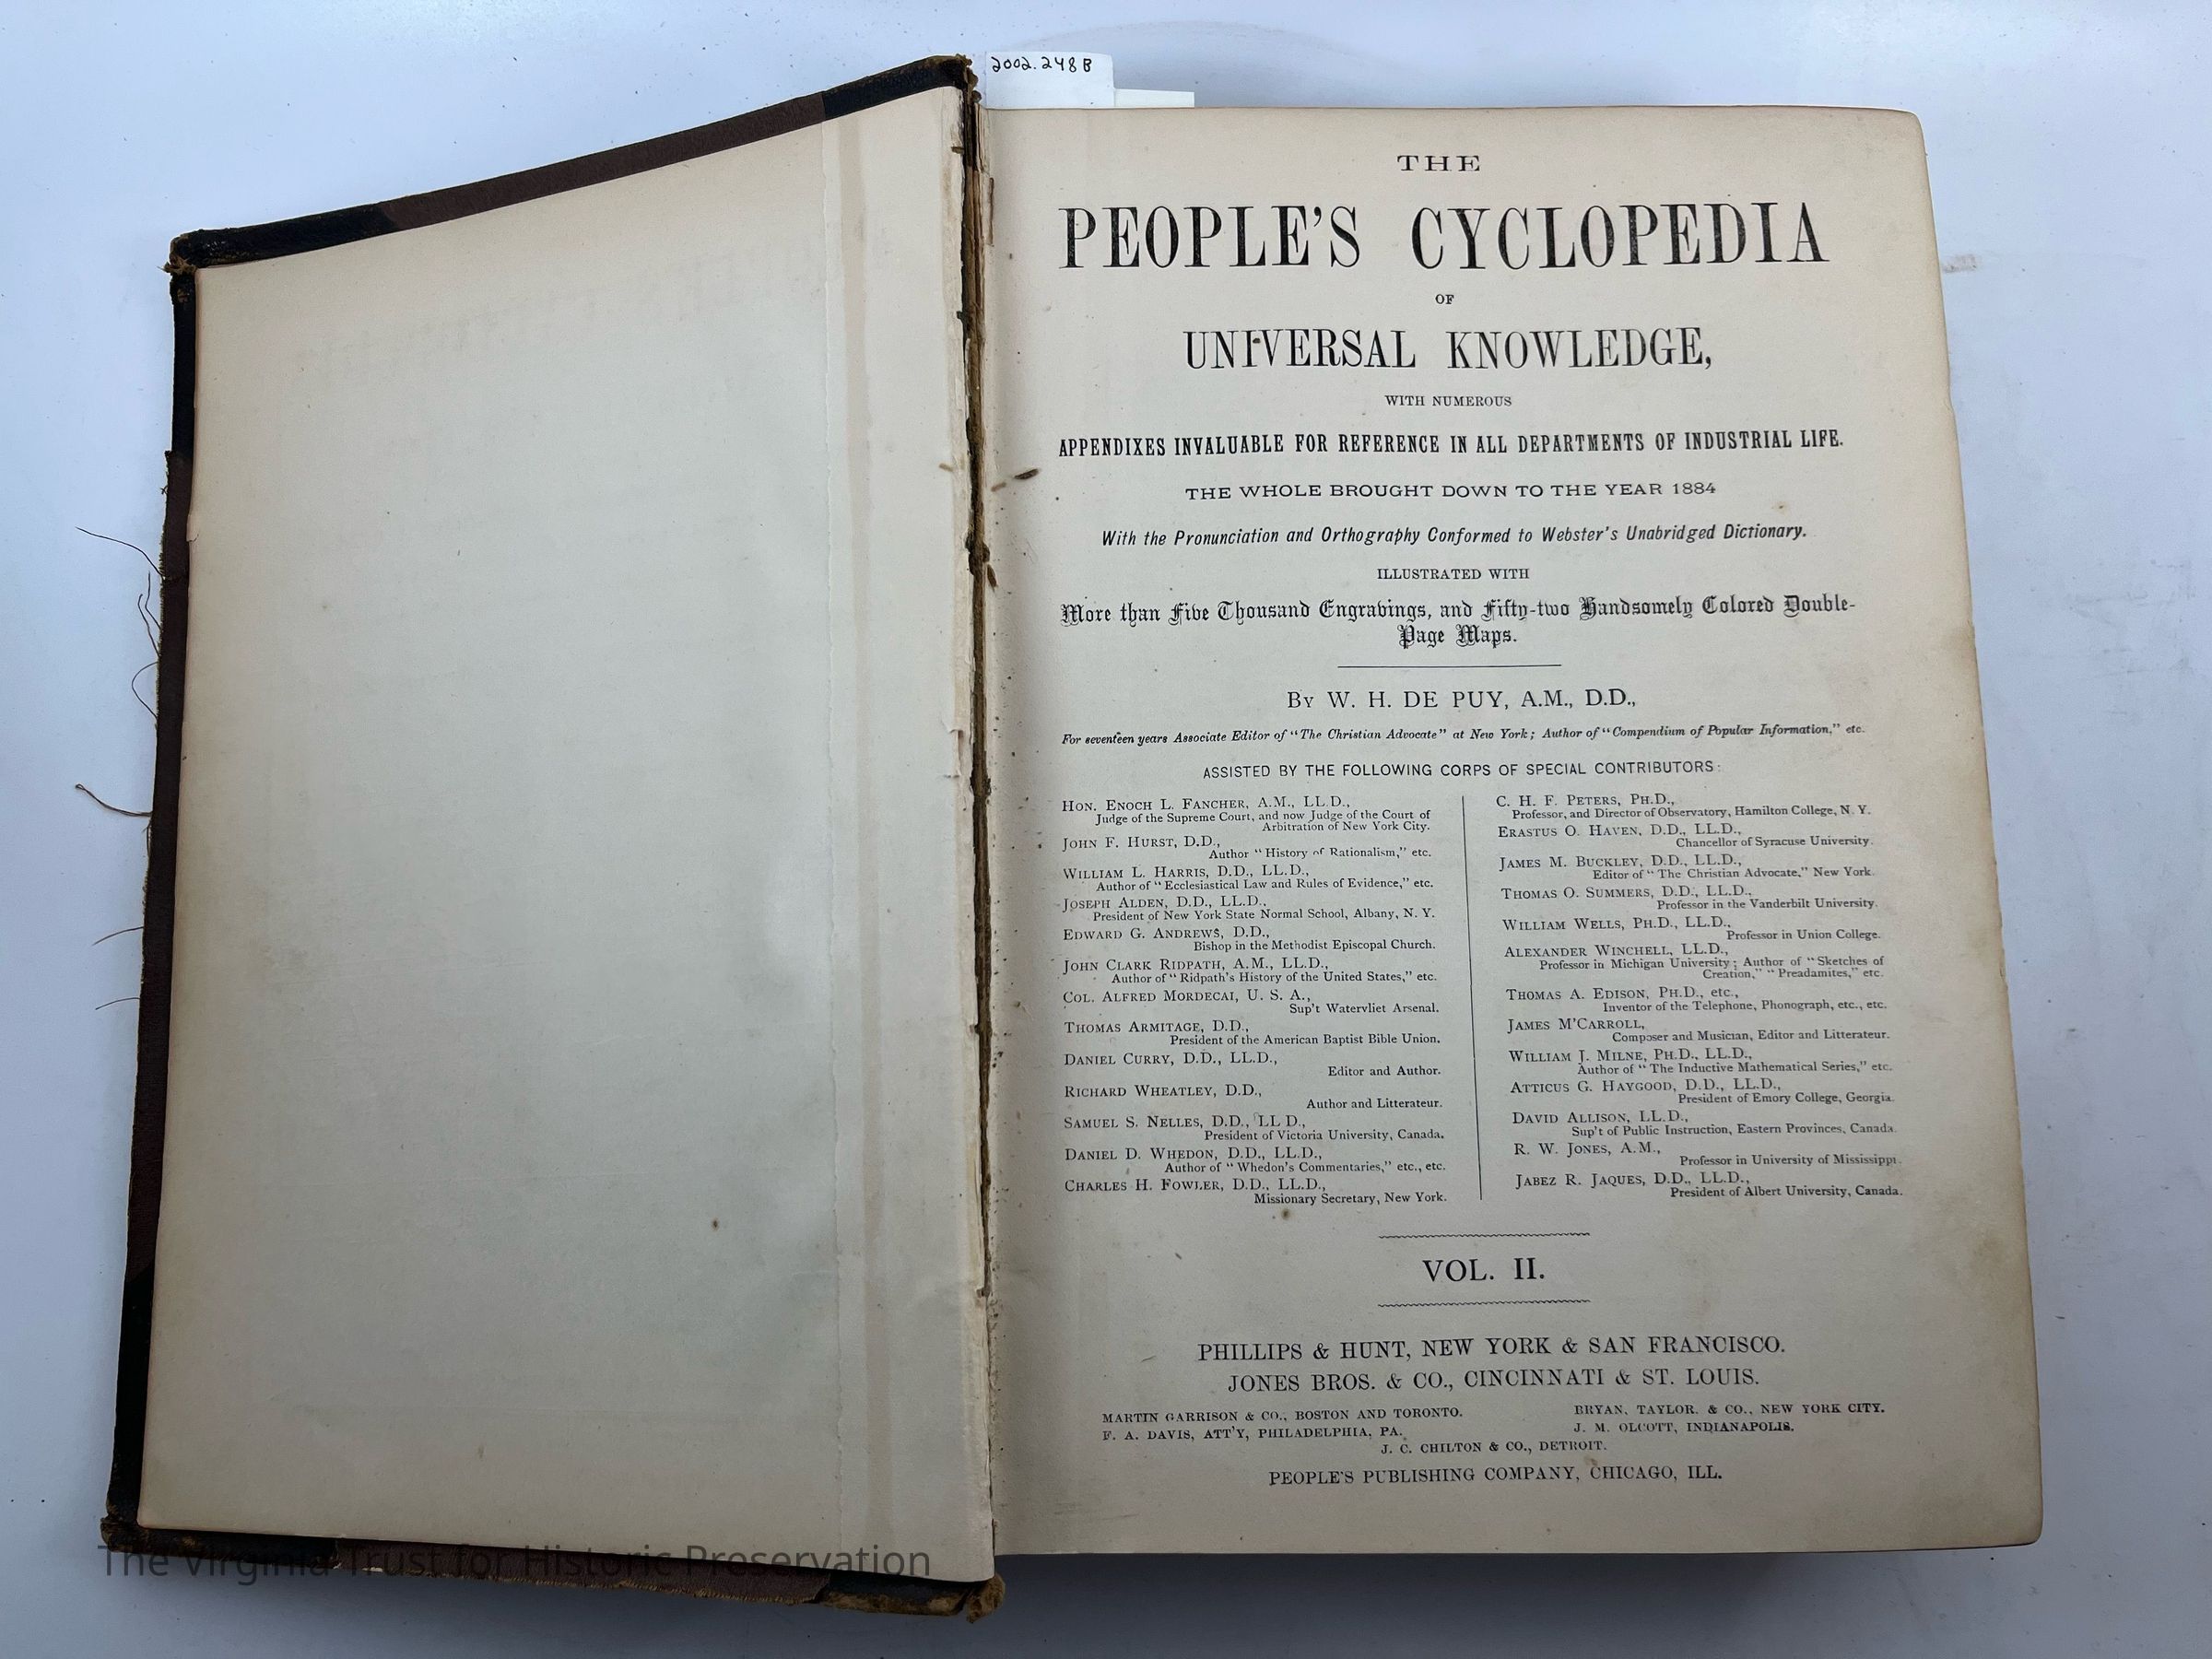 2002.248B
THE
PEOPLE'S CYCLOPEDIA
OF
UNIVERSAL KNOWLEDGE,
WITH NUMEROUS
APPENDIXES INVALUABLE FOR REFERENCE IN ALL DEPARTMENTS OF INDUSTRIAL LIFE.
THE WHOLE BROUGHT DOWN TO THE YEAR 1884
With the Pronunciation and Orthography Conformed to Webster's Unabridged Dictionary.
ILLUSTRATED WITH
More than Five Thousand Engravings, and Fifty-two Handsomely Colored Double-
Page Maps.
By W. H. DE PUY, A.M., D.D.,
For seventeen years Associate Editor of "The Christian Advocate" at New York; Author of "Compendium of Popular Information," etc.
ASSISTED BY THE FOLLOWING CORPS OF SPECIAL CONTRIBUTORS:
HON. ENOCH L. FANCHER, A.M., LL.D.,
Judge of the Supreme Court, and now Judge of the Court of
Arbitration of New York City.
JOHN F. HURST, D.D.,
Author "History of Rationalism," etc.
WILLIAM L. HARRIS, D.D., LL.D.,
Author of "Ecclesiastical Law and Rules of Evidence," etc.
JOSEPH ALDEN, D.D., LL.D.,
President of New York State Normal School, Albany, N. Y.
EDWARD G. ANDREWS, D.D.,
Bishop in the Methodist Episcopal Church.
JOHN CLARK RIDPATH, A.M., LL.D.,
Author of "Ridpath's History of the United States," etc.
COL. ALFRED MORDECAI, U. S. A.,
Sup't Watervliet Arsenal.
THOMAS ARMITAGE, D.D.,
President of the American Baptist Bible Union.
DANIEL CURRY, D.D., LL.D.,
Editor and Author.
RICHARD WHEATLEY, D.D.,
Author and Litterateur.
SAMUEL S. NELLES, D.D., LL D.,
President of Victoria University, Canada.
DANIEL D. WHEDON, D.D., LL.D.,
Author of "Whedon's Commentaries," etc., etc.
CHARLES H. FOWLER, D.D., LL.D.,
Missionary Secretary, New York.
C. H. F. PETERS, PH.D.,
Professor, and Director of Observatory, Hamilton College, N. Y.
ERASTUS O. HAVEN, D.D., LL.D.,
Chancellor of Syracuse University.
JAMES M. BUCKLEY, D.D., LL.D.,
Editor of "The Christian Advocate," New York.
THOMAS O. SUMMERS, D.D., LL.D.,
Professor in the Vanderbilt University.
WILLIAM WELLS, PH.D., LL.D.,
Professor in Union College.
ALEXANDER WINCHELL, LL.D.,
Professor in Michigan University; Author of "Sketches of
Creation," "Preadamites," etc.
THOMAS A. EDISON, PH.D., etc.,
Inventor of the Telephone, Phonograph, etc., etc.
JAMES M'CARROLL,
Composer and Musician, Editor and Litterateur.
WILLIAM J. MILNE, PH.D., LL.D.,
Author of "The Inductive Mathematical Series," etc.
ATTICUS G. HAYGOOD, D.D., LL.D.,
President of Emory College, Georgia.
DAVID ALLISON, LL.D.,
Sup't of Public Instruction, Eastern Provinces, Canada.
R. W. JONES, A.M.,
Professor in University of Mississippi.
JABEZ R. JAQUES, D.D., LL.D.,
President of Albert University, Canada.
VOL. II.
PHILLIPS & HUNT, NEW YORK & SAN FRANCISCO.
JONES BROS. & CO., CINCINNATI & ST. LOUIS.
MARTIN GARRISON & CO., BOSTON AND TORONTO. BRYAN, TAYLOR, & CO., NEW YORK CITY.
F. A. DAVIS, ATT'Y, PHILADELPHIA, PA. J. M. OLCOTT, INDIANAPOLIS.
J. C. CHILTON & CO., DETROIT.
PEOPLE'S PUBLISHING COMPANY, CHICAGO, ILL.
The Virginia Trust for Historic Preservation